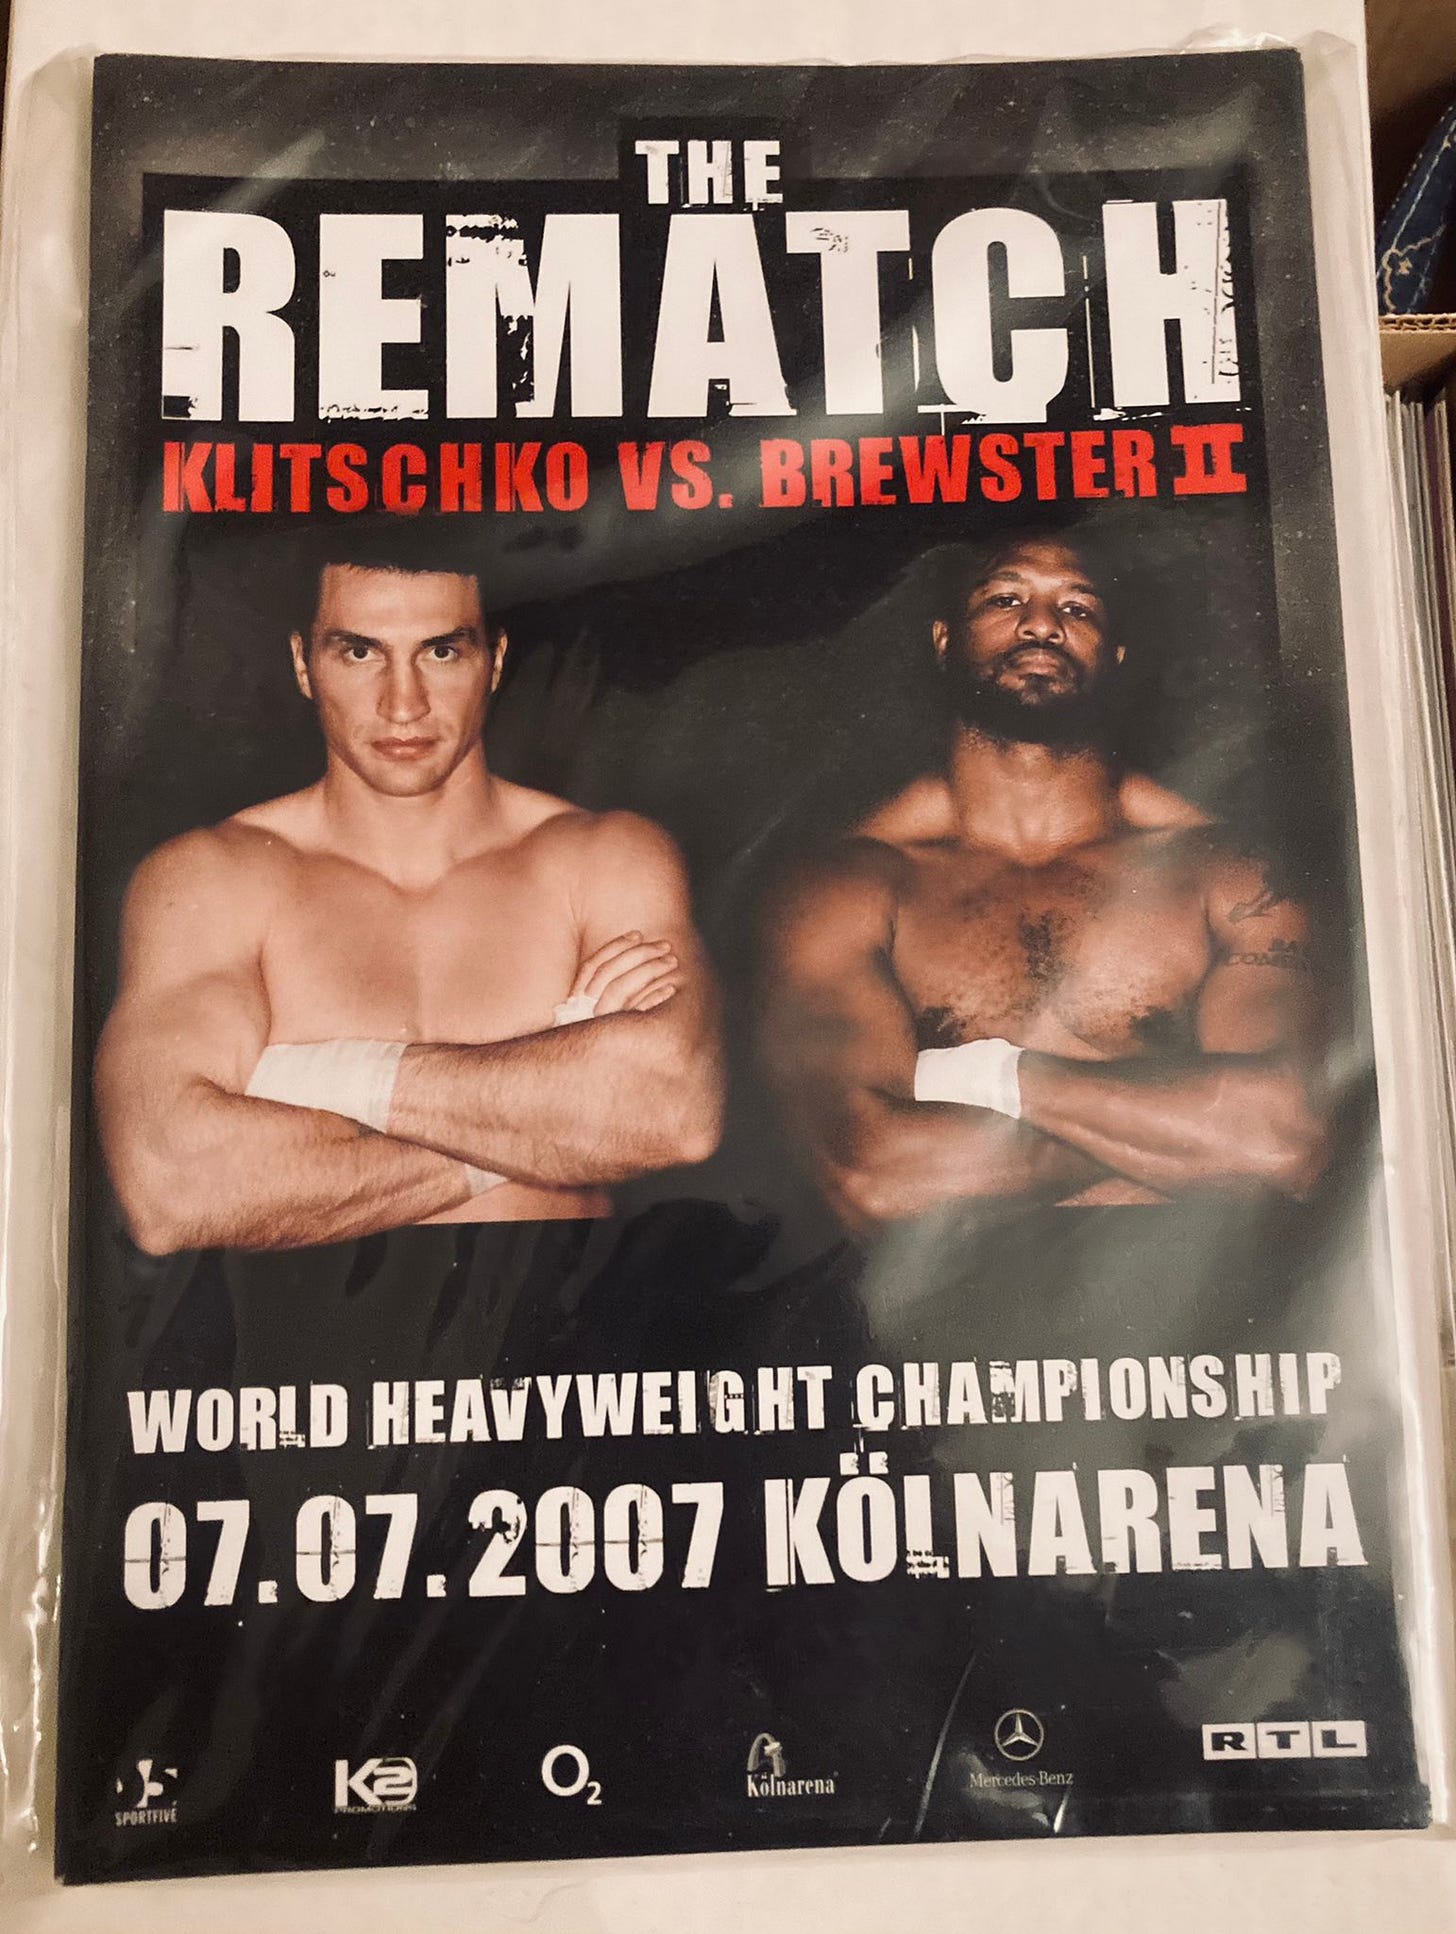 THE
REMATCH
KLITSCHKO VS. BREWSTER II
WORLD HEAVYWEIGHT CHAMPIONSHIP
07.07.2007 KÖLNARENA
SPORTFIVE
K2
PROMOTIONS
O2
Kölnarena
Mercedes-Benz
RTL